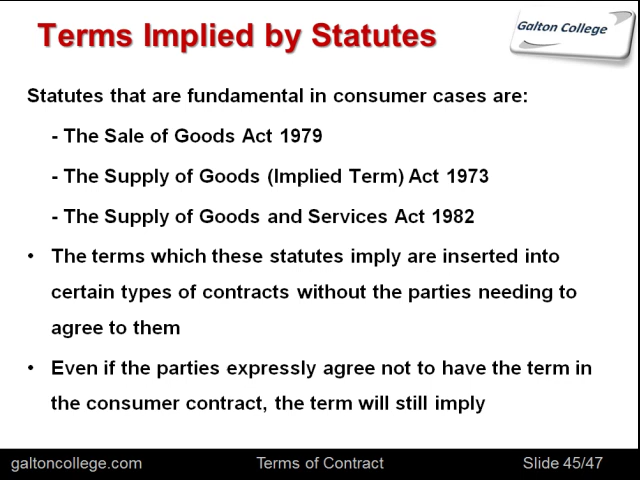 Terms Implied by Statutes
Galton College
Statutes that are fundamental in consumer cases are:
- The Sale of Goods Act 1979
- The Supply of Goods (Implied Term) Act 1973
- The Supply of Goods and Services Act 1982
• The terms which these statutes imply are inserted into
certain types of contracts without the parties needing to
agree to them
• Even if the parties expressly agree not to have the term in
the consumer contract, the term will still imply
galtoncollege.com Terms of Contract Slide 45/47